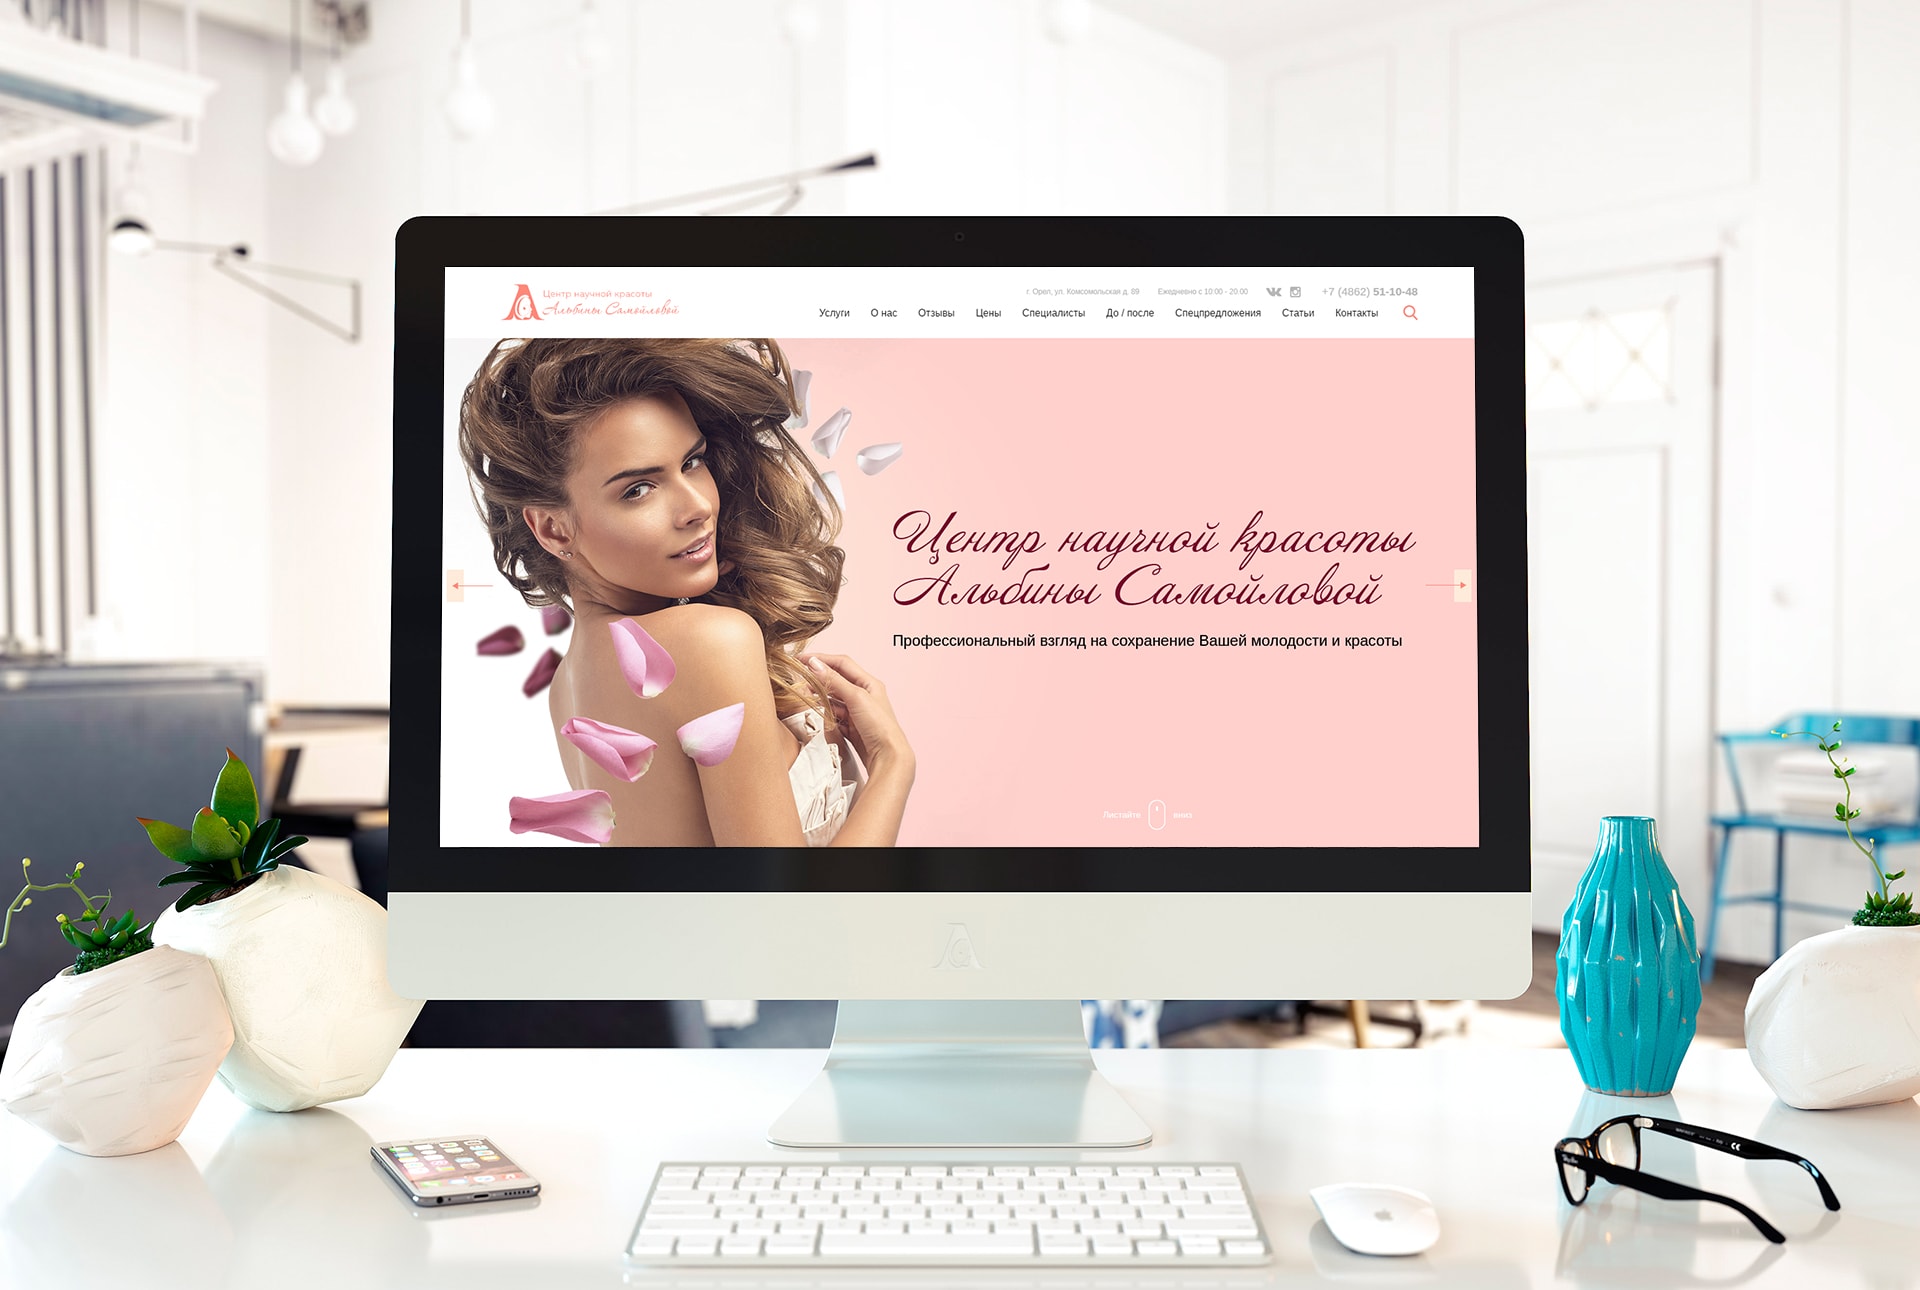 Центр научной красоты
Альбины Самойловой
г. Орел, ул. Комсомольская д. 89 Ежедневно с 10:00 - 20:00 +7 (4862) 51-10-48
Услуги О нас Отзывы Цены Специалисты До / после Спецпредложения Статьи Контакты
Центр научной красоты
Альбины Самойловой
Профессиональный взгляд на сохранение Вашей молодости и красоты
Листайте вниз